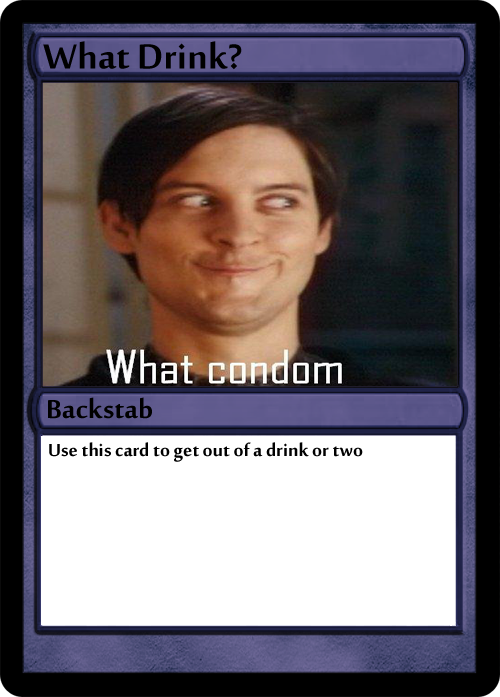 What Drink?
What condom
Backstab
Use this card to get out of a drink or two